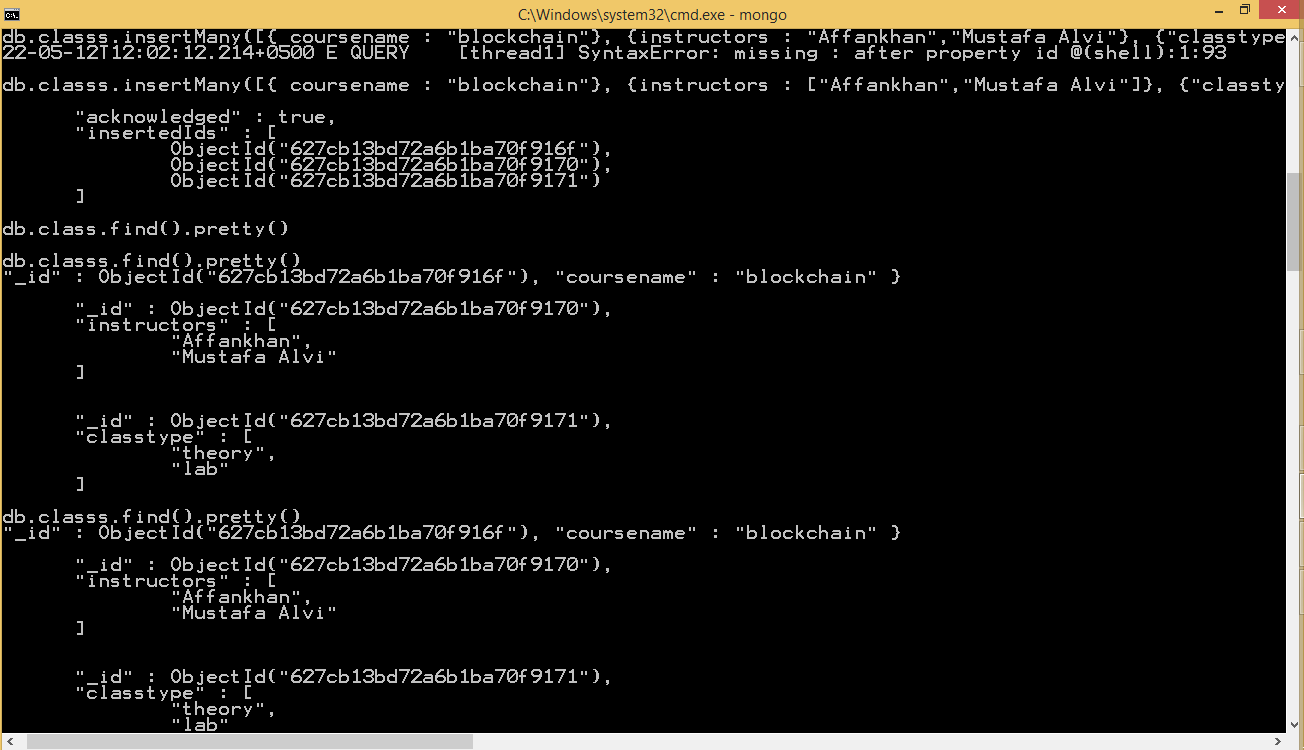 C:\Windows\system32\cmd.exe - mongo
db.classs.insertMany([{ coursename : "blockchain"}, {instructors : "Affankhan","Mustafa Alvi"}, {"classtype
22-05-12T12:02:12.214+0500 E QUERY    [thread1] SyntaxError: missing : after property id @(shell):1:93
db.classs.insertMany([{ coursename : "blockchain"}, {instructors : ["Affankhan","Mustafa Alvi"]}, {"classty
"acknowledged" : true,
"insertedIds" : [
ObjectId("627cb13bd72a6b1ba70f916f"),
ObjectId("627cb13bd72a6b1ba70f9170"),
ObjectId("627cb13bd72a6b1ba70f9171")
]
db.class.find().pretty()
db.classs.find().pretty()
"_id" : ObjectId("627cb13bd72a6b1ba70f916f"), "coursename" : "blockchain" }
"_id" : ObjectId("627cb13bd72a6b1ba70f9170"),
"instructors" : [
"Affankhan",
"Mustafa Alvi"
]
"_id" : ObjectId("627cb13bd72a6b1ba70f9171"),
"classtype" : [
"theory",
"lab"
]
db.classs.find().pretty()
"_id" : ObjectId("627cb13bd72a6b1ba70f916f"), "coursename" : "blockchain" }
"_id" : ObjectId("627cb13bd72a6b1ba70f9170"),
"instructors" : [
"Affankhan",
"Mustafa Alvi"
]
"_id" : ObjectId("627cb13bd72a6b1ba70f9171"),
"classtype" : [
"theory",
"lab"